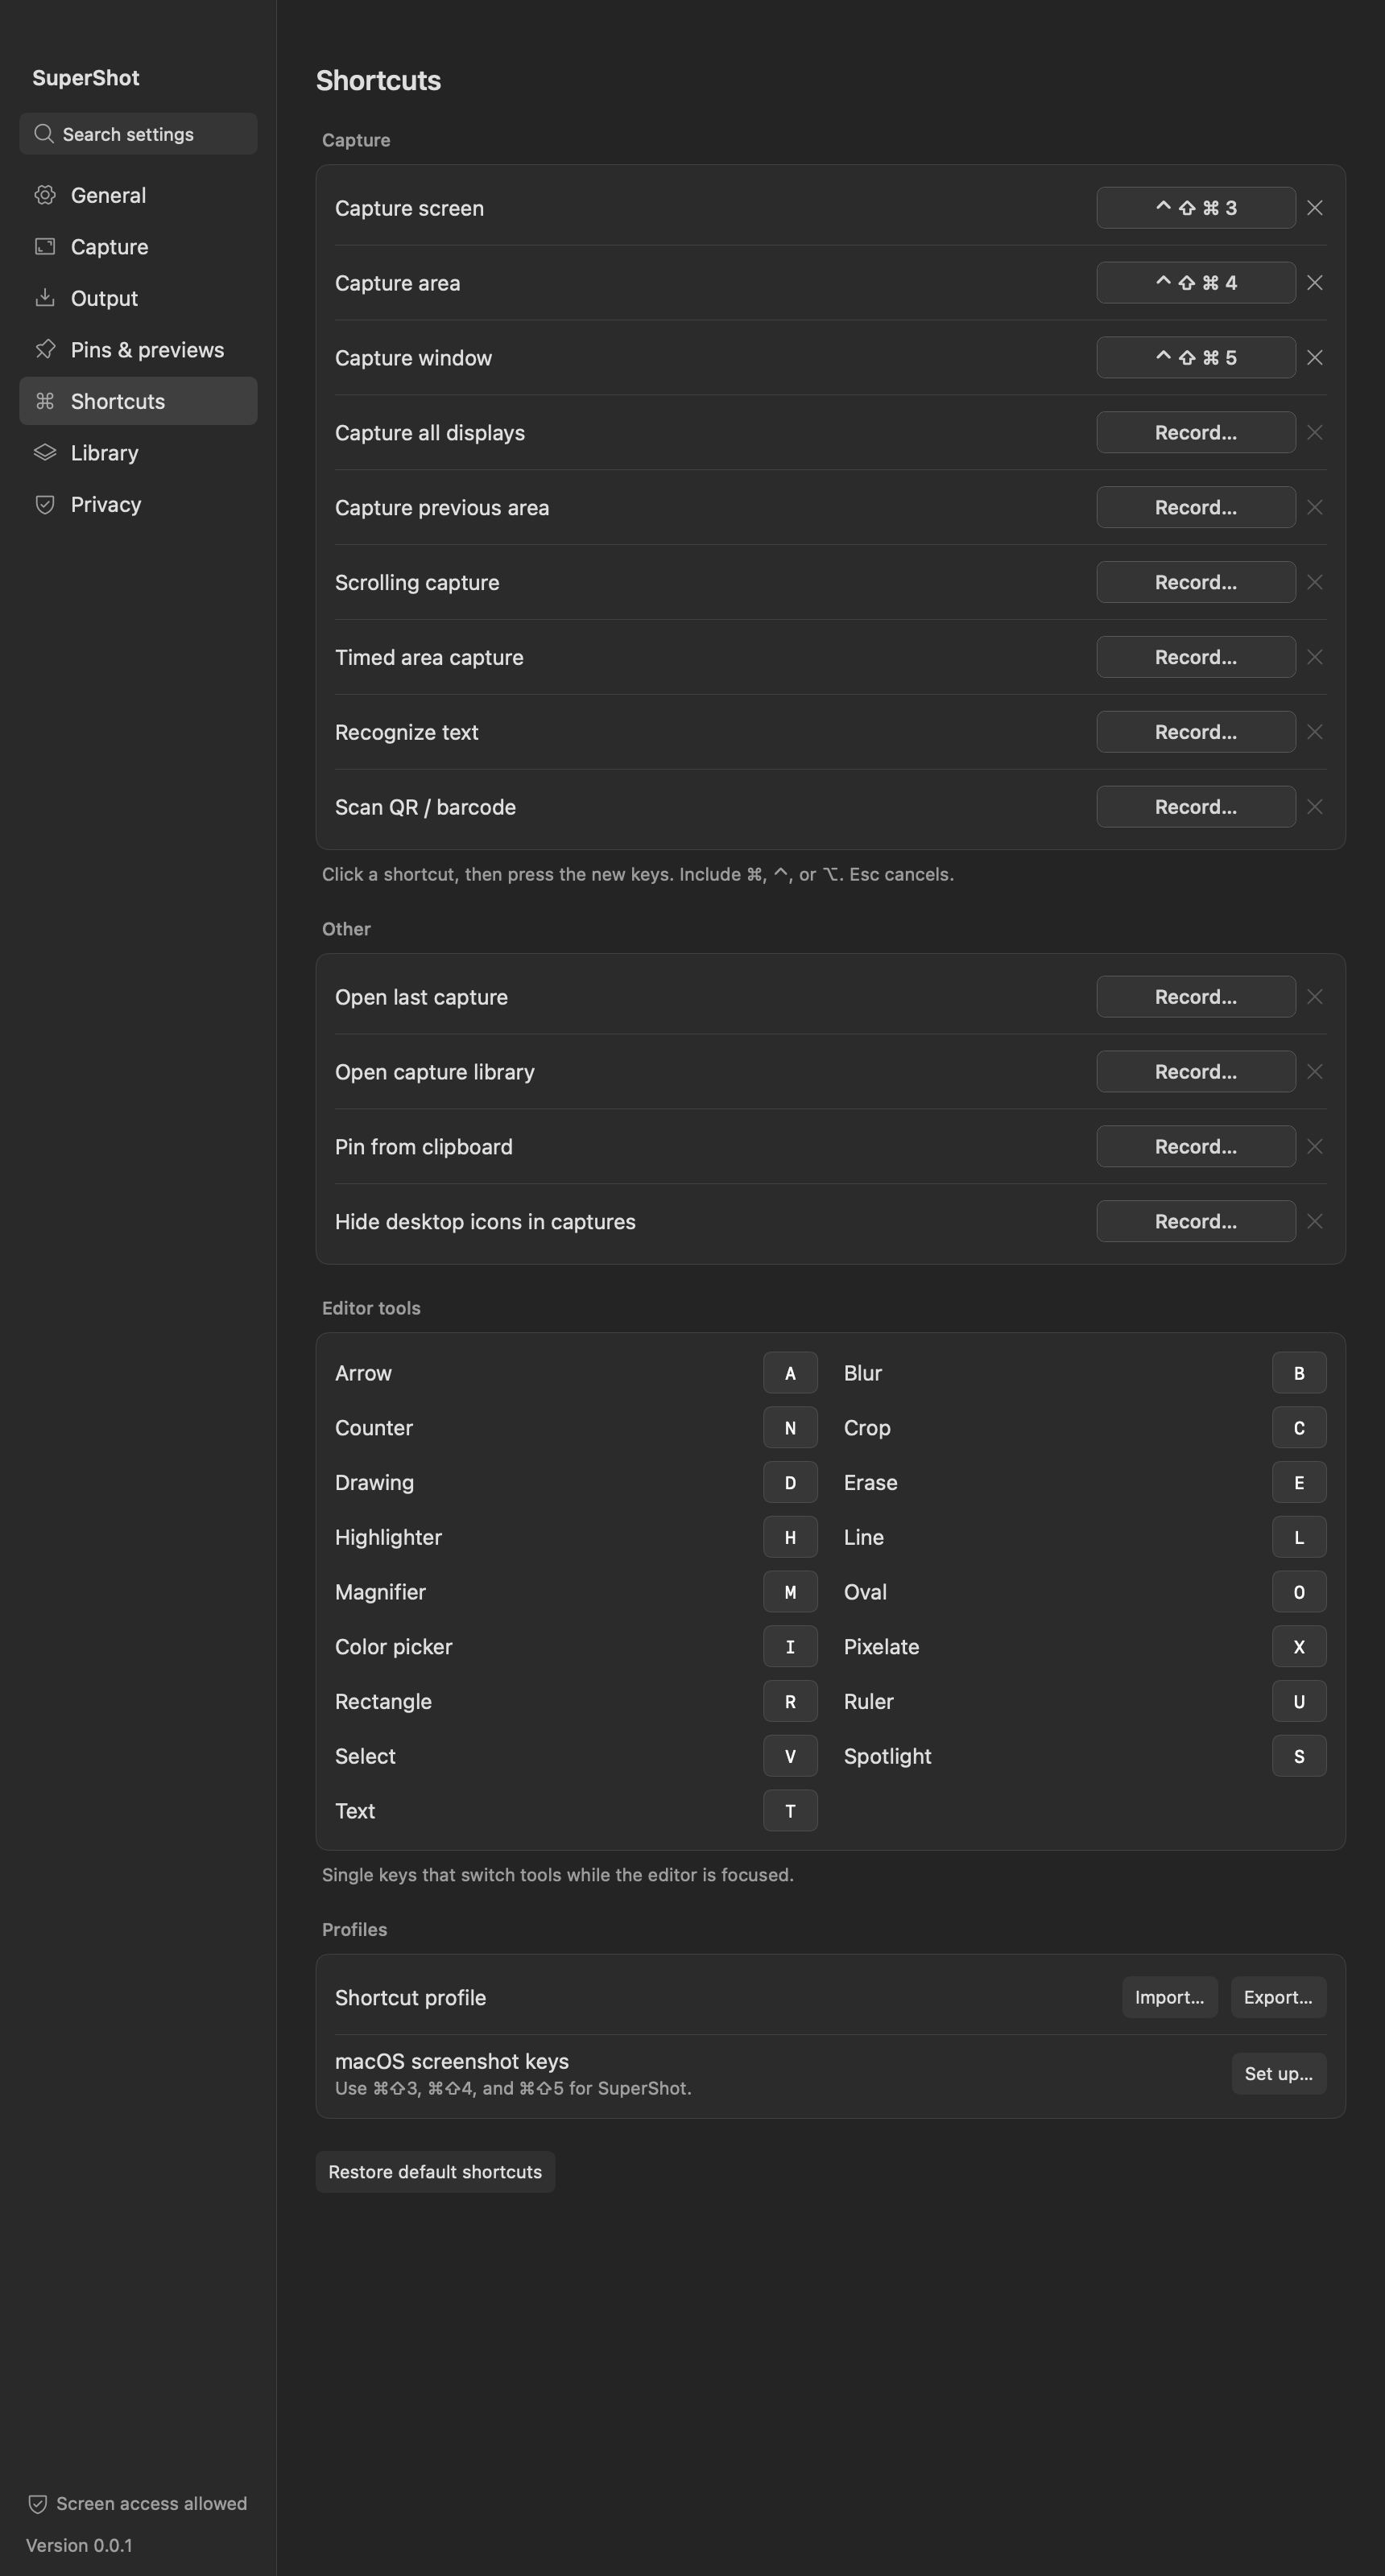 SuperShot
Search settings
General
Capture
Output
Pins & previews
Shortcuts
Library
Privacy
Screen access allowed
Version 0.0.1
Shortcuts
Capture
Capture screen ⌃ ⇧ ⌘ 3
Capture area ⌃ ⇧ ⌘ 4
Capture window ⌃ ⇧ ⌘ 5
Capture all displays Record...
Capture previous area Record...
Scrolling capture Record...
Timed area capture Record...
Recognize text Record...
Scan QR / barcode Record...
Click a shortcut, then press the new keys. Include ⌘, ⌃, or ⌥. Esc cancels.
Other
Open last capture Record...
Open capture library Record...
Pin from clipboard Record...
Hide desktop icons in captures Record...
Editor tools
Arrow A Blur B
Counter N Crop C
Drawing D Erase E
Highlighter H Line L
Magnifier M Oval O
Color picker I Pixelate X
Rectangle R Ruler U
Select V Spotlight S
Text T
Single keys that switch tools while the editor is focused.
Profiles
Shortcut profile Import... Export...
macOS screenshot keys
Use ⌘⇧3, ⌘⇧4, and ⌘⇧5 for SuperShot.
Set up...
Restore default shortcuts